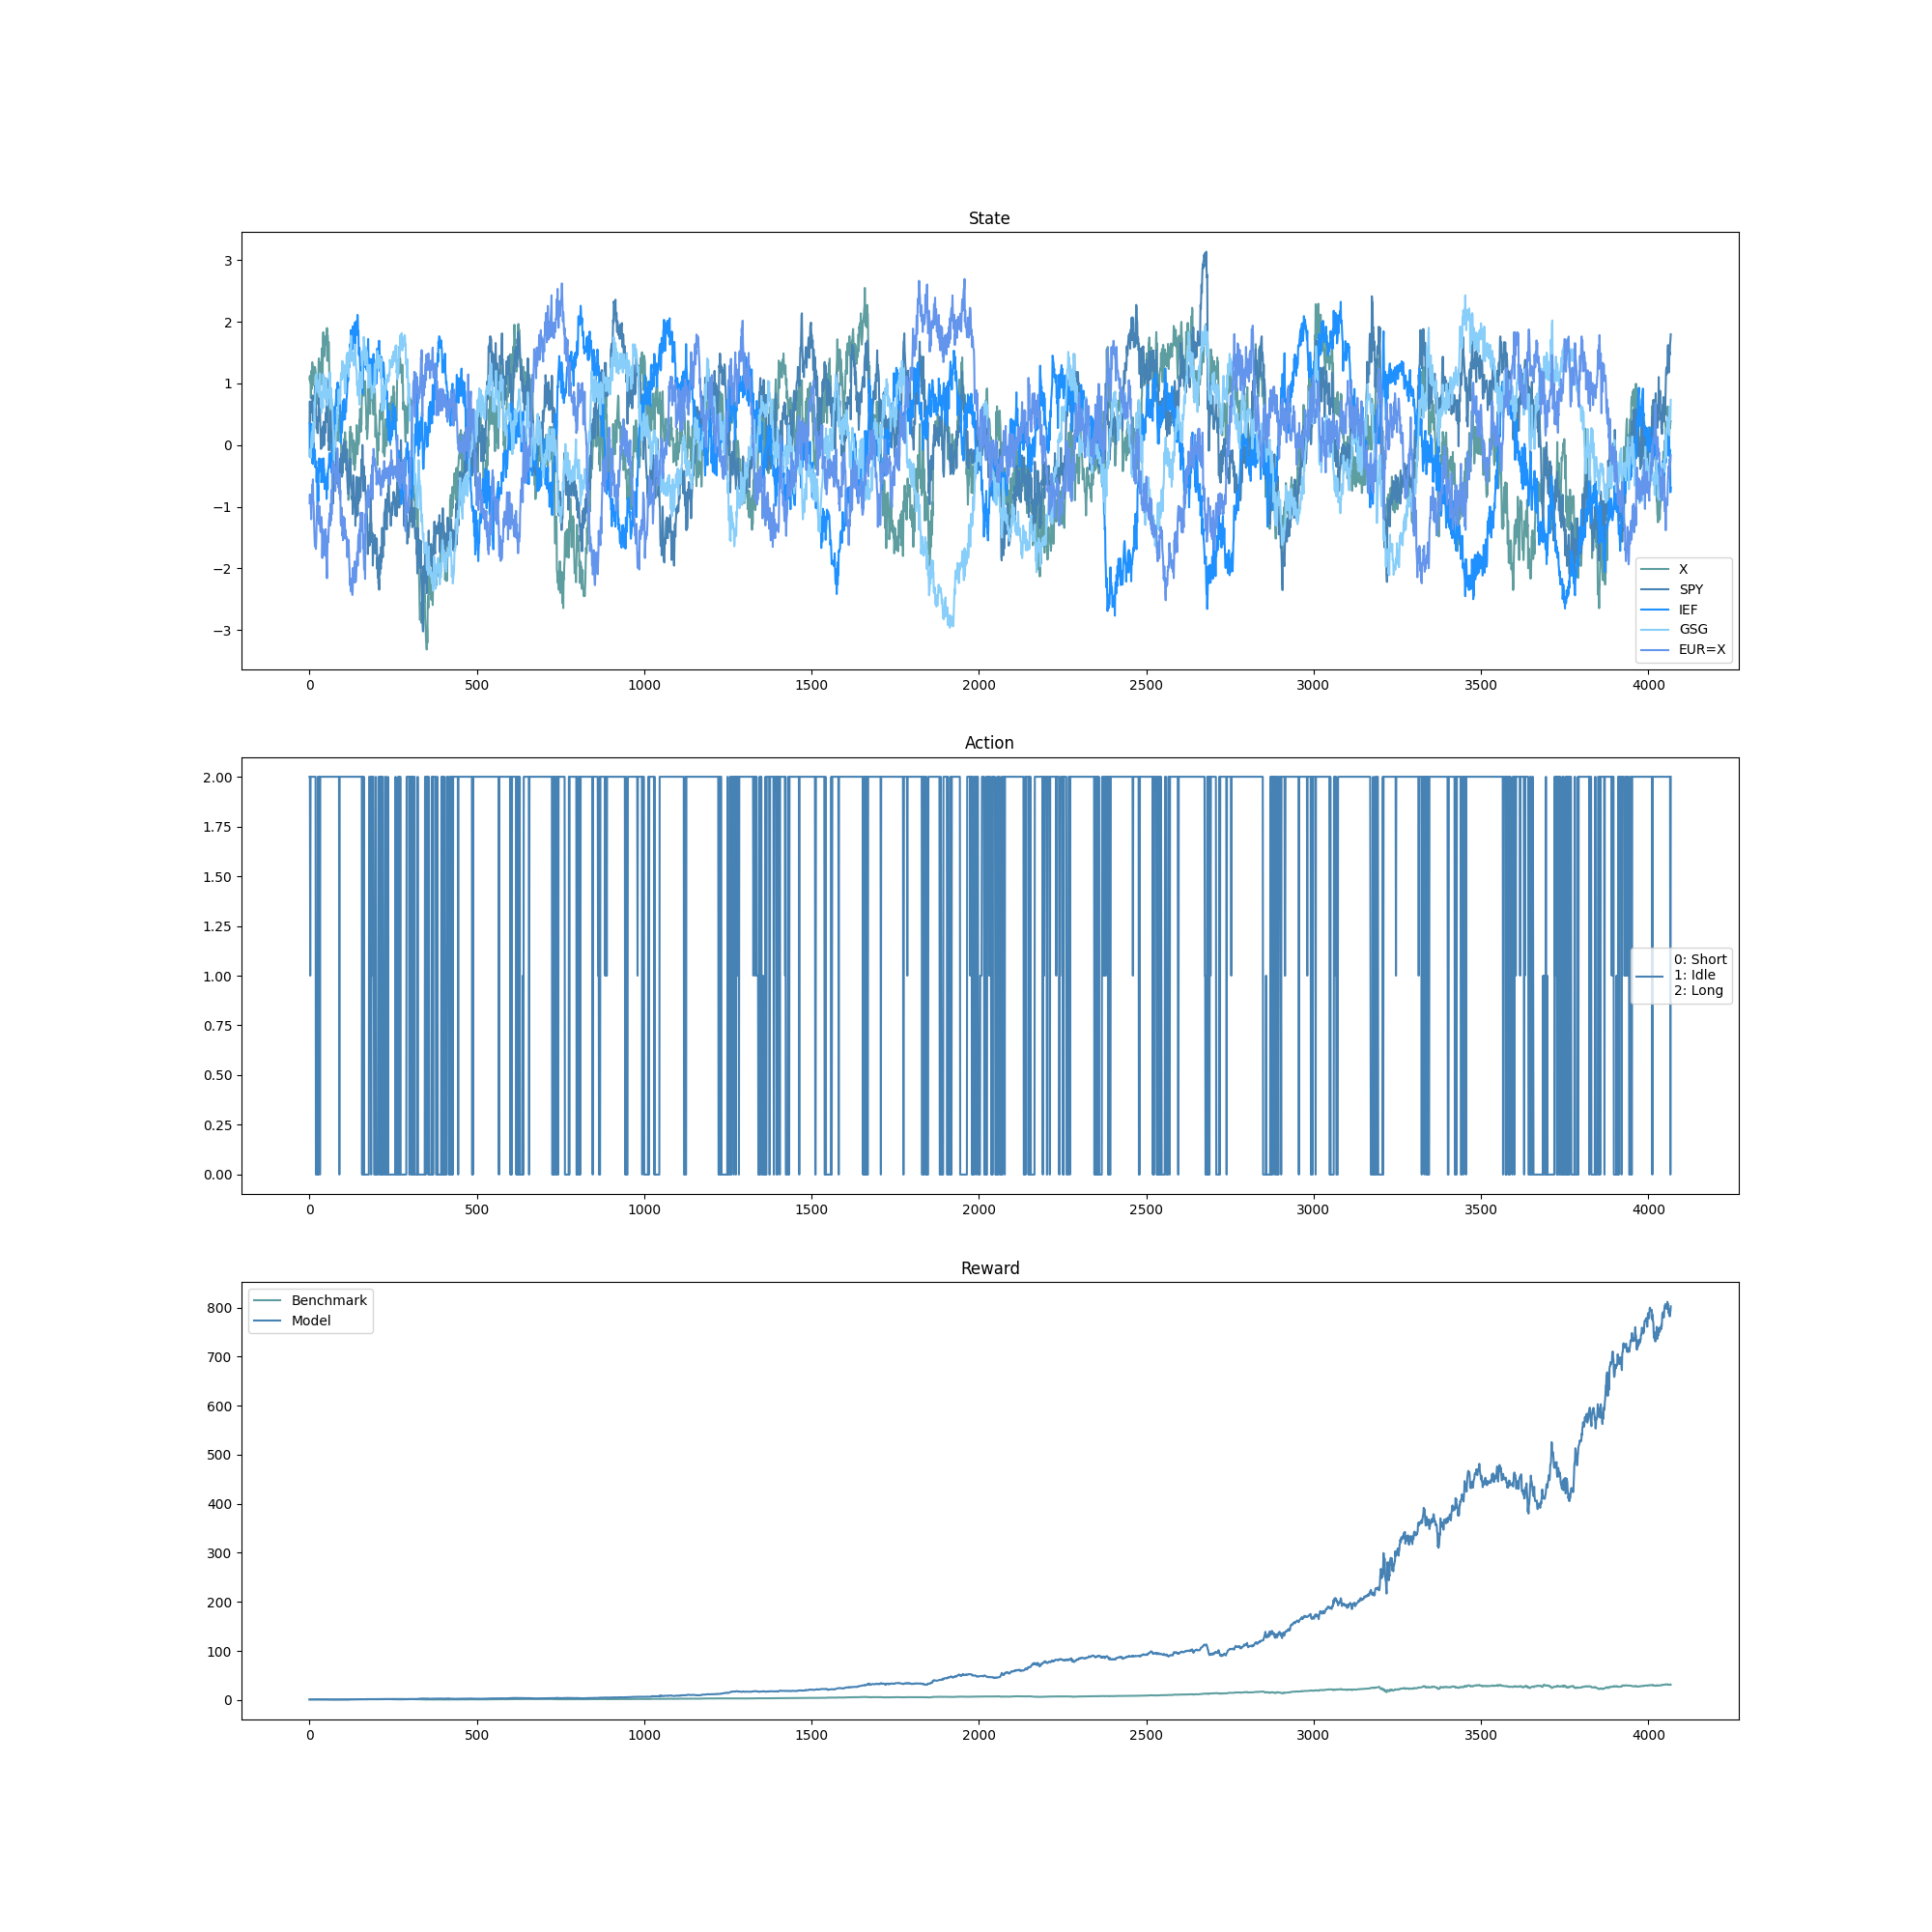 State
3
2
1
0
−1
−2
−3
X
SPY
IEF
GSG
EUR=X
0 500 1000 1500 2000 2500 3000 3500 4000
Action
2.00
1.75
1.50
1.25
1.00
0.75
0.50
0.25
0.00
0: Short
1: Idle
2: Long
0 500 1000 1500 2000 2500 3000 3500 4000
Reward
Benchmark
Model
800
700
600
500
400
300
200
100
0
0 500 1000 1500 2000 2500 3000 3500 4000